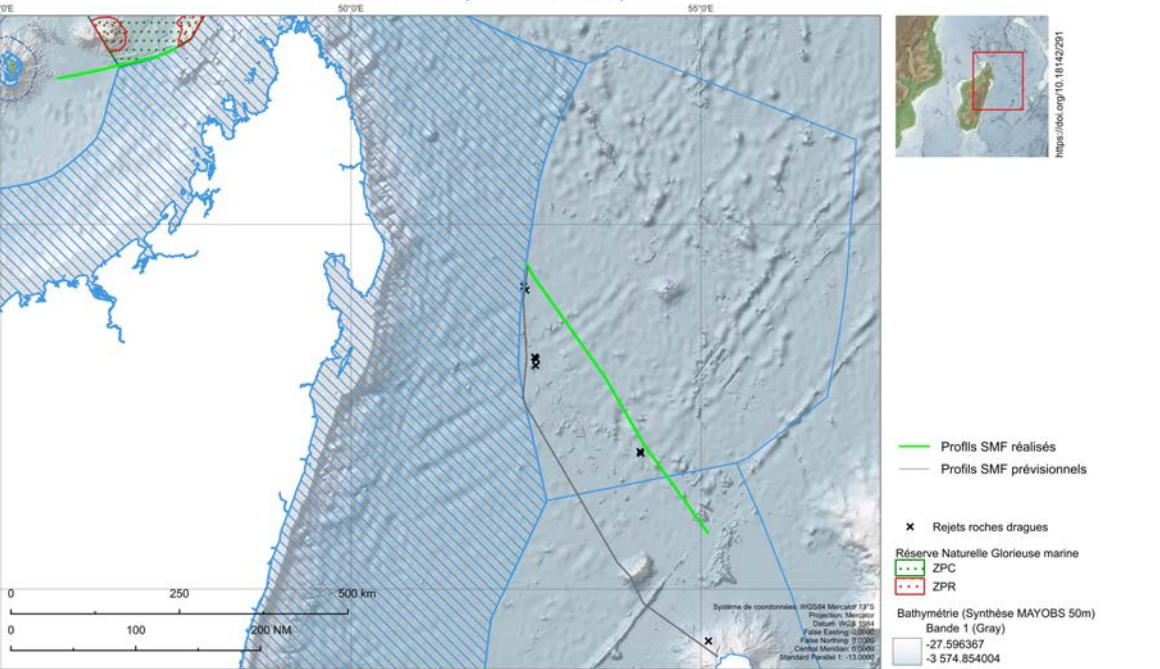 0°E
50°0'E
55°0'E
https://doi.org/10.18142/291
Profils SMF réalisés
Profils SMF prévisionnels
Rejets roches dragues
Réserve Naturelle Glorieuse marine
ZPC
ZPR
Bathymétrie (Synthèse MAYOBS 50m)
Bande 1 (Gray)
-27.596367
-3 574.854004
0 250 500 km
0 100 200 NM
Système de coordonnées: WGS84 Mercator 13°S
Projection: Mercator
Datum: WGS 1984
False Easting: 0.0000
False Northing: 0.0000
Central Meridian: 0.0000
Standard Parallel 1: -13.0000